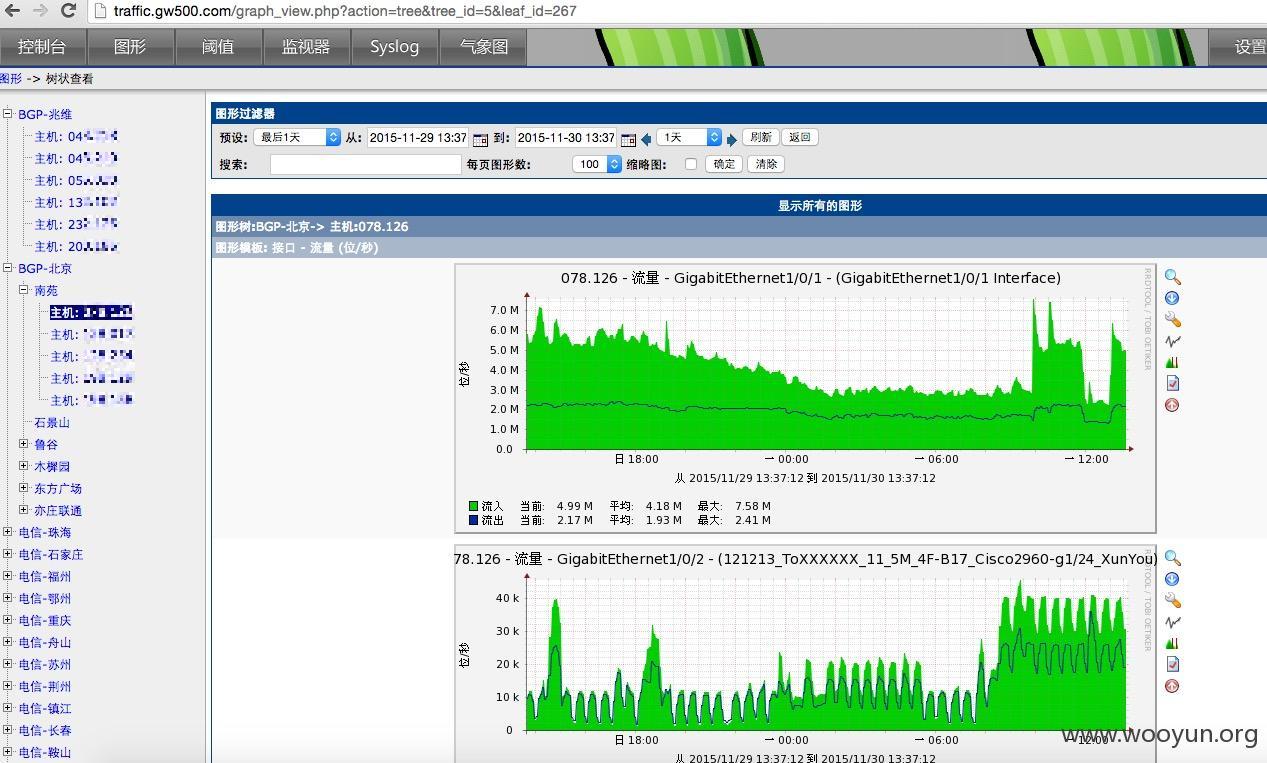 traffic.gw500.com/graph_view.php?action=tree&tree_id=5&leaf_id=267
控制台 图形 阈值 监视器 Syslog 气象图 设置
图形 -> 树状查看
BGP-兆维
主机: 04
主机: 04
主机: 05
主机: 13
主机: 23
主机: 20
BGP-北京
南苑
主机:
主机:
主机:
主机:
主机:
石景山
鲁谷
木樨园
东方广场
亦庄联通
电信-珠海
电信-石家庄
电信-福州
电信-鄂州
电信-重庆
电信-舟山
电信-苏州
电信-荆州
电信-镇江
电信-长春
电信-鞍山
图形过滤器
预设: 最后1天 从: 2015-11-29 13:37 到: 2015-11-30 13:37 1天 刷新 返回
搜索: 每页图形数: 100 缩略图: 确定 清除
显示所有的图形
图形树:BGP-北京-> 主机:078.126
图形模板: 接口 - 流量 (位/秒)
078.126 - 流量 - GigabitEthernet1/0/1 - (GigabitEthernet1/0/1 Interface)
RRDTOOL / TOBI OETIKER
位/秒
7.0 M
6.0 M
5.0 M
4.0 M
3.0 M
2.0 M
1.0 M
0.0
日 18:00 一 00:00 一 06:00 一 12:00
从 2015/11/29 13:37:12 到 2015/11/30 13:37:12
流入 当前: 4.99 M 平均: 4.18 M 最大: 7.58 M
流出 当前: 2.17 M 平均: 1.93 M 最大: 2.41 M
78.126 - 流量 - GigabitEthernet1/0/2 - (121213_ToXXXXXX_11_5M_4F-B17_Cisco2960-g1/24_XunYou)
RRDTOOL / TOBI OETIKER
位/秒
40 k
30 k
20 k
10 k
0
日 18:00 一 00:00 一 06:00 一 12:00
从 2015/11/29 13:37:12 到 2015/11/30 13:37:12
www.wooyun.org